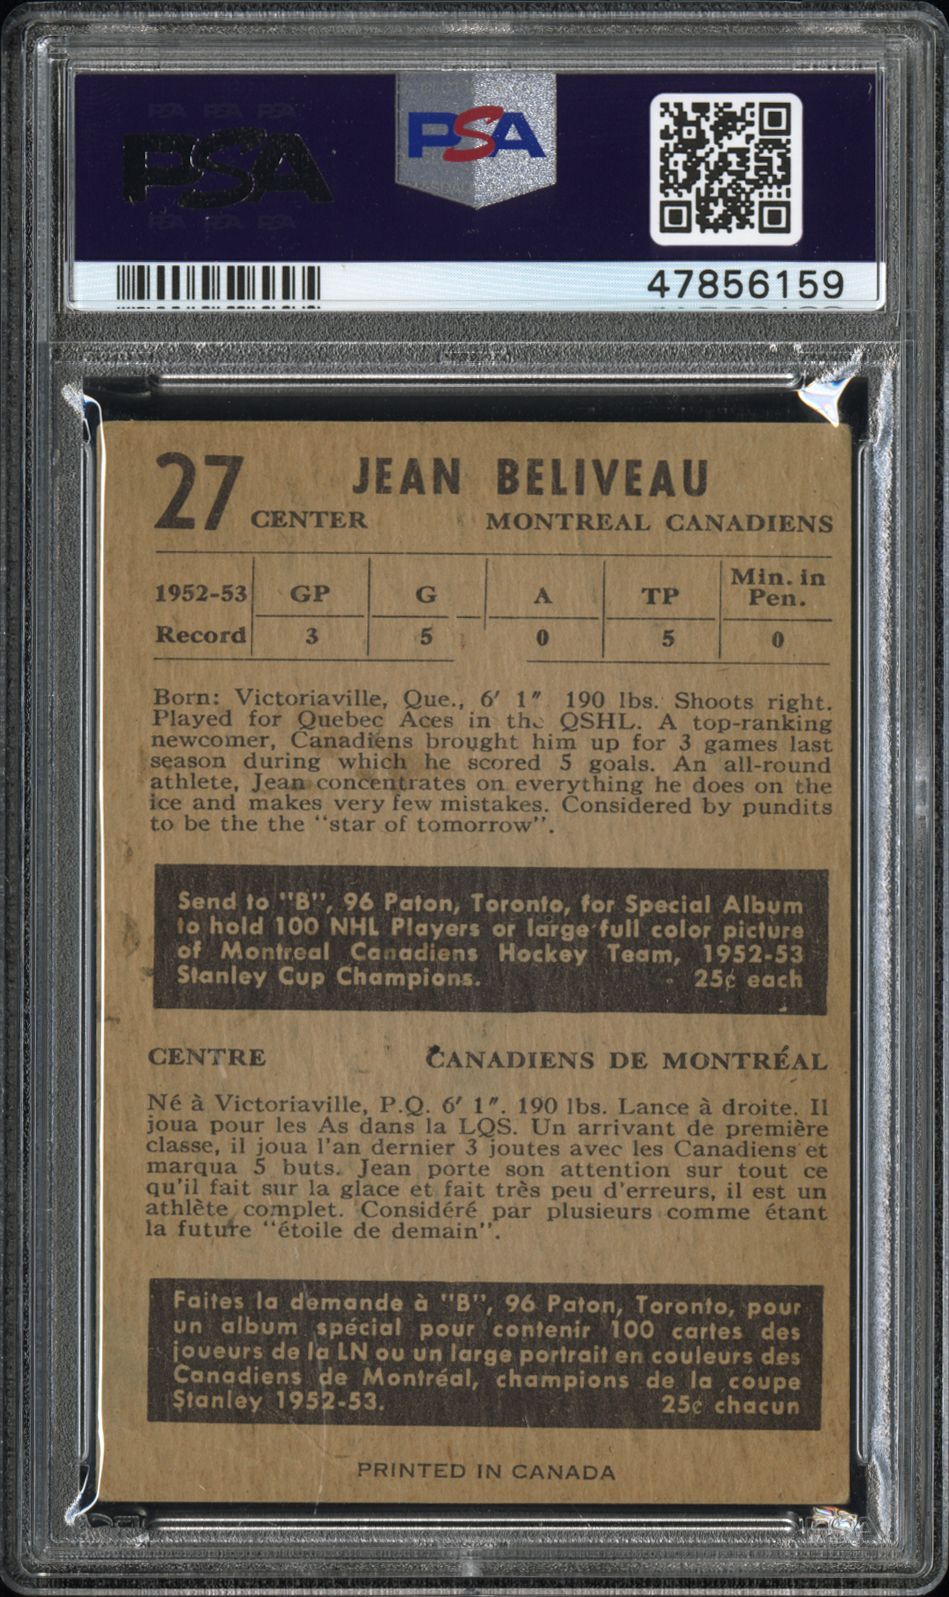 PSA PSA PSA
PSA
PSA PSA PSA
PSA
47856159
27 JEAN BELIVEAU
CENTER MONTREAL CANADIENS
1952-53 GP G A TP Min. in Pen.
Record 3 5 0 5 0
Born: Victoriaville, Que., 6′ 1″ 190 lbs. Shoots right.
Played for Quebec Aces in the QSHL. A top-ranking
newcomer, Canadiens brought him up for 3 games last
season during which he scored 5 goals. An all-round
athlete, Jean concentrates on everything he does on the
ice and makes very few mistakes. Considered by pundits
to be the the "star of tomorrow".
Send to "B", 96 Paton, Toronto, for Special Album
to hold 100 NHL Players or large full color picture
of Montreal Canadiens Hockey Team, 1952-53
Stanley Cup Champions. 25¢ each
CENTRE CANADIENS DE MONTRÉAL
Né à Victoriaville, P.Q. 6′ 1″. 190 lbs. Lance à droite. Il
joua pour les As dans la LQS. Un arrivant de première
classe, il joua l'an dernier 3 joutes avec les Canadiens et
marqua 5 buts. Jean porte son attention sur tout ce
qu'il fait sur la glace et fait très peu d'erreurs, il est un
athlète complet. Considéré par plusieurs comme étant
la future "étoile de demain".
Faites la demande à "B", 96 Paton, Toronto, pour
un album spécial pour contenir 100 cartes des
joueurs de la LN ou un large portrait en couleurs des
Canadiens de Montréal, champions de la coupe
Stanley 1952-53. 25¢ chacun
PRINTED IN CANADA